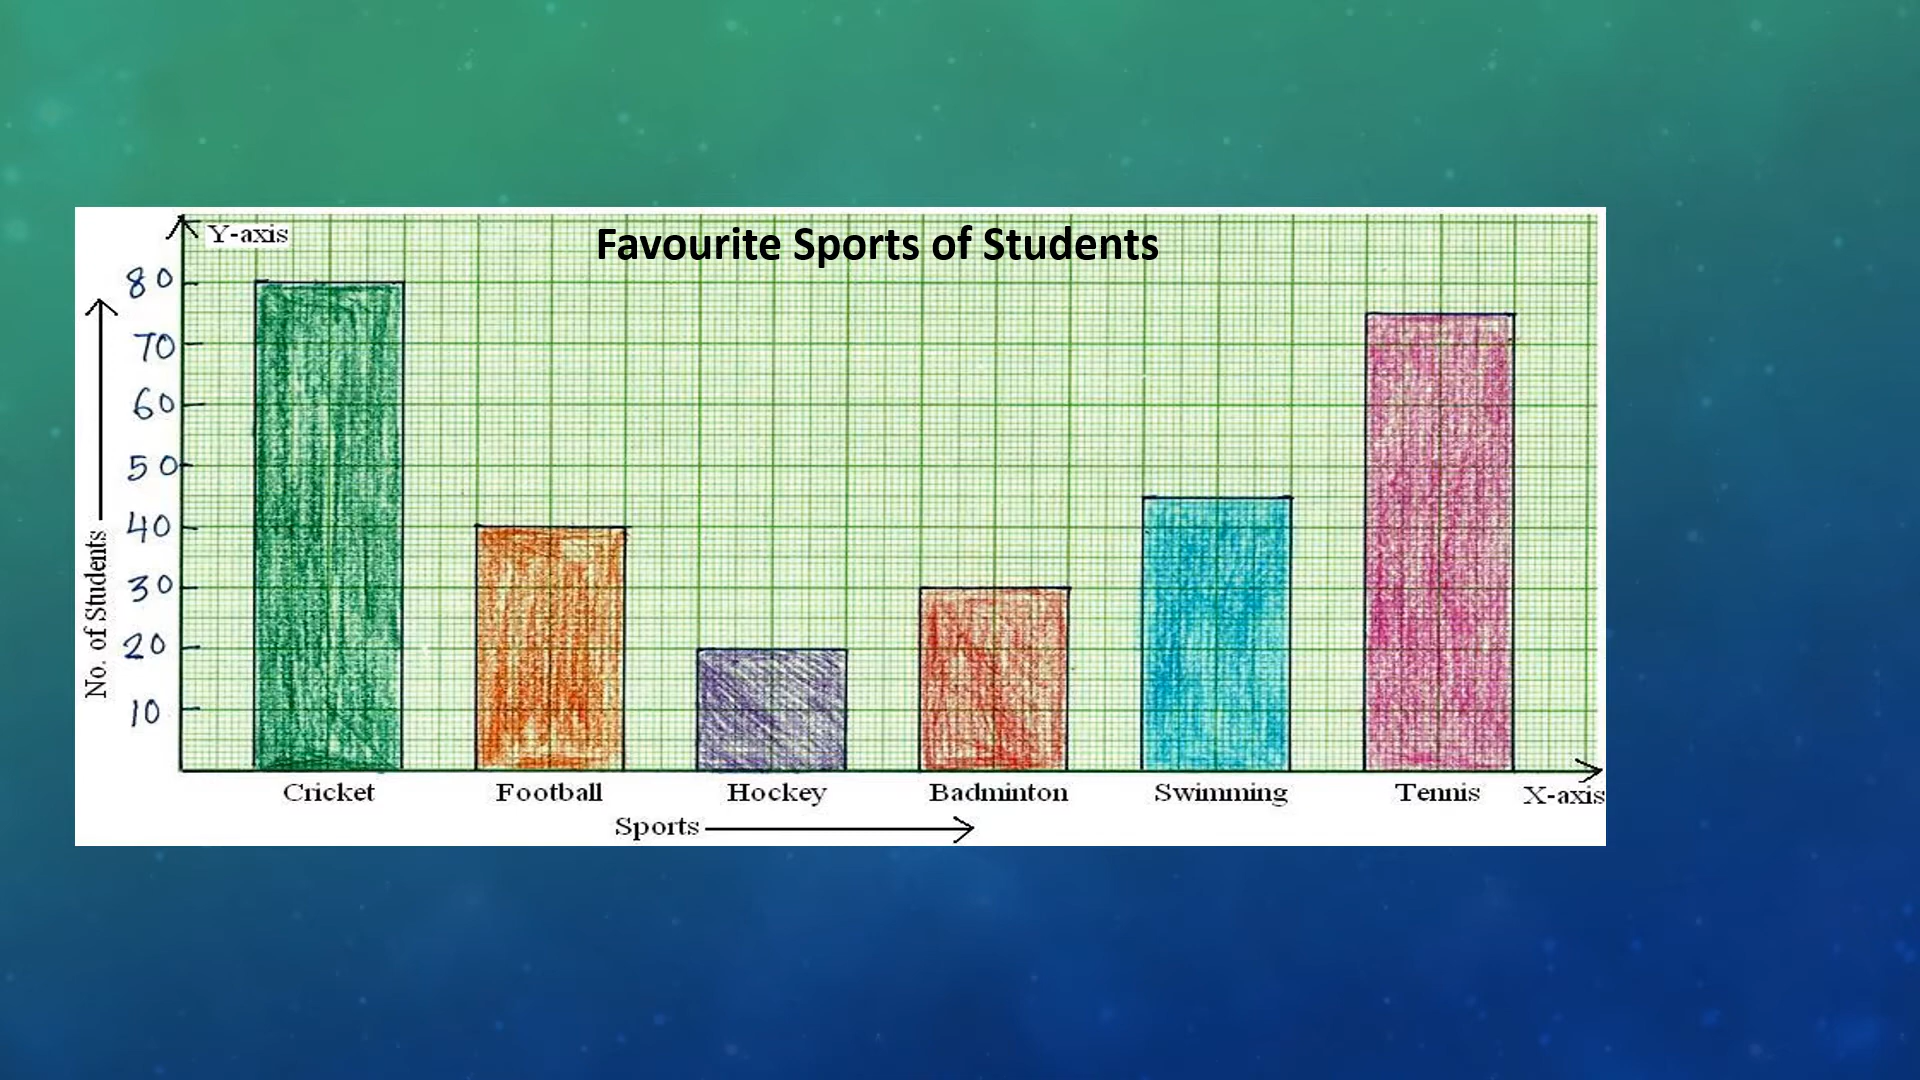 Favourite Sports of Students
Y-axis
80
70
60
50
40
30
20
10
No. of Students
Cricket Football Hockey Badminton Swimming Tennis X-axis
Sports